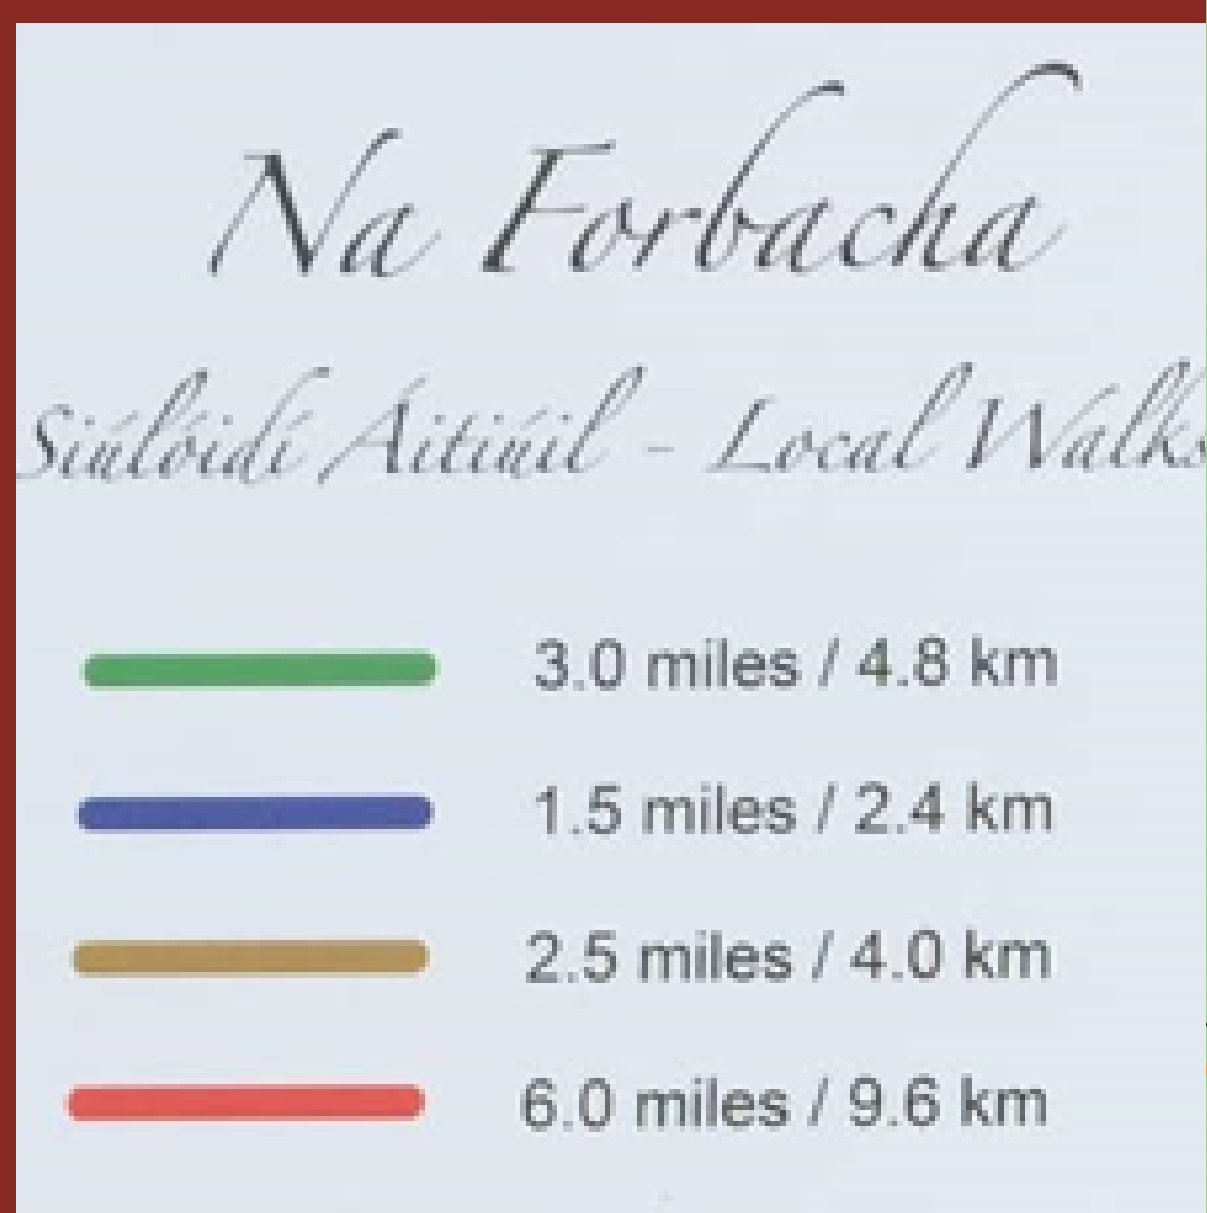 Na Forbacha
Siúlóidí Áitiúil - Local Walks
3.0 miles / 4.8 km
1.5 miles / 2.4 km
2.5 miles / 4.0 km
6.0 miles / 9.6 km